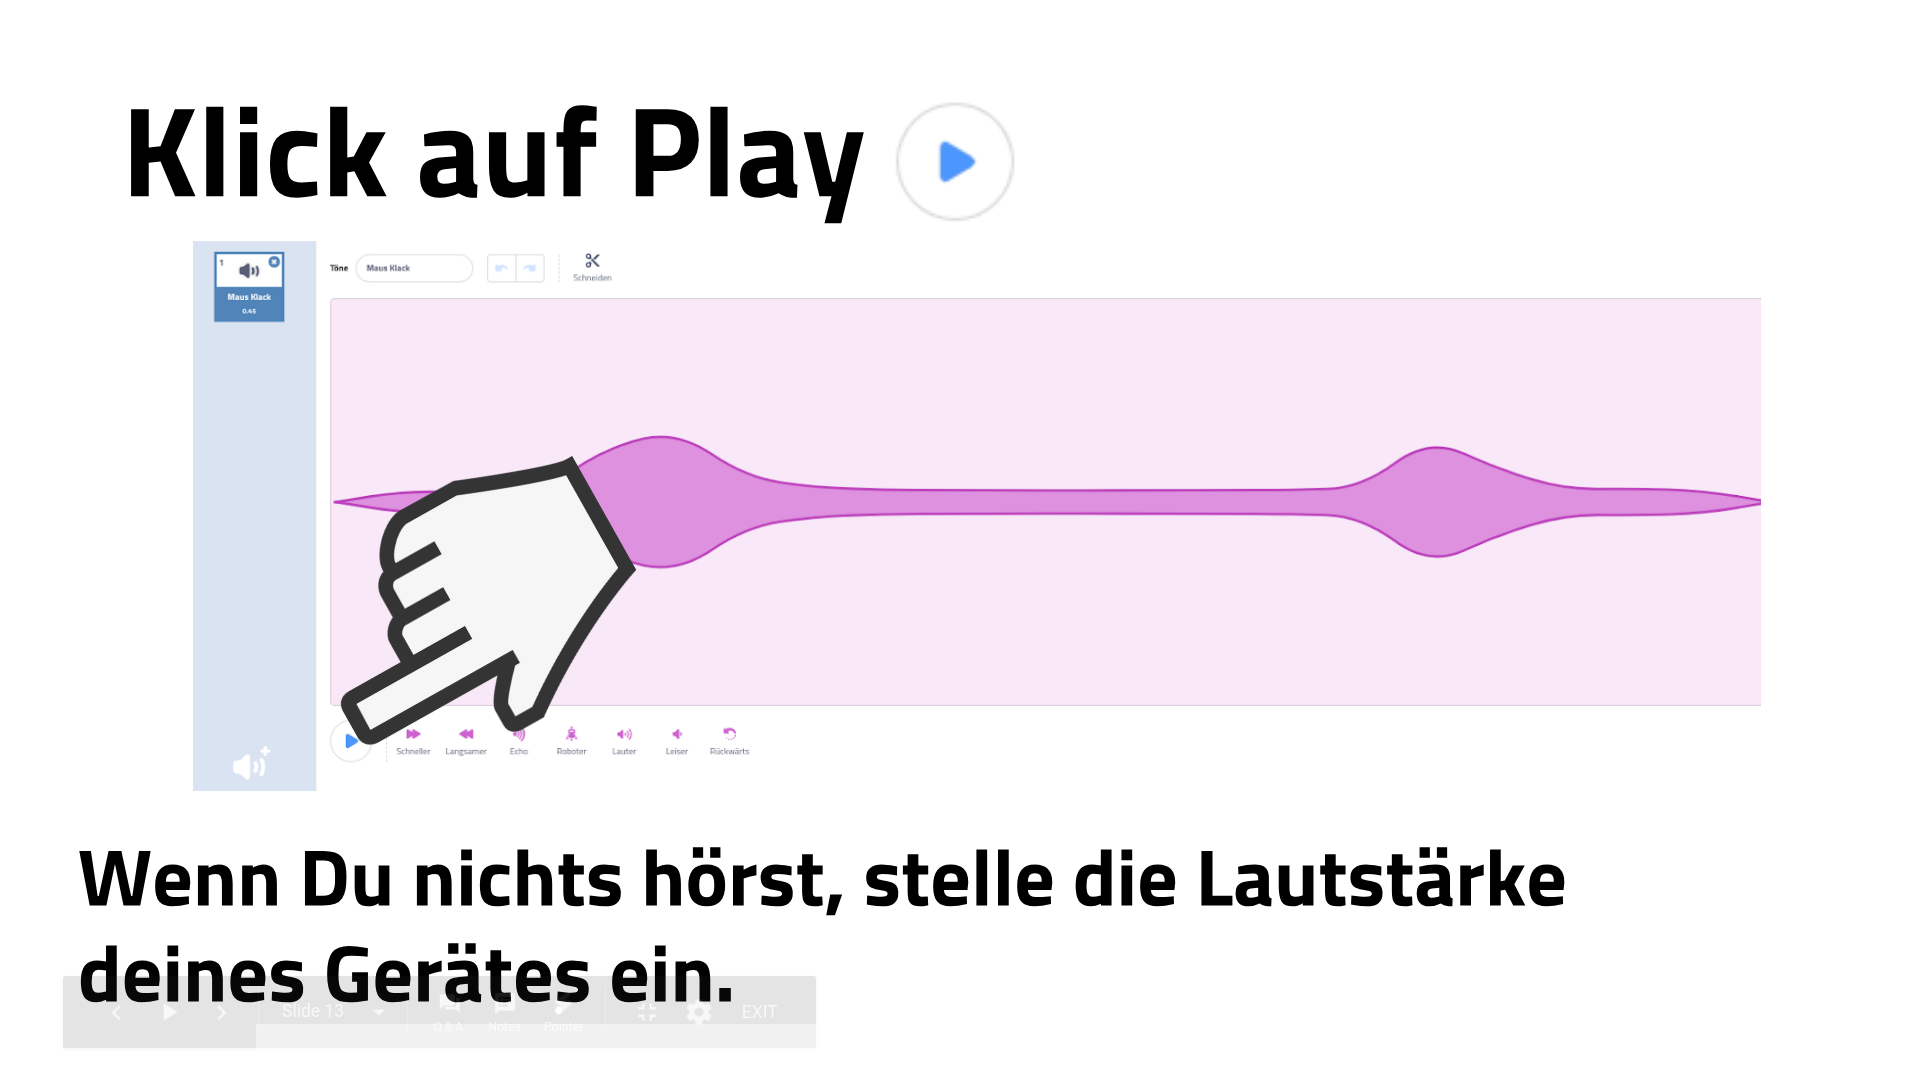 Klick auf Play
1
Maus Klack
0.45
Töne
Maus Klack
Schneiden
Schneller
Langsamer
Echo
Roboter
Lauter
Leiser
Rückwärts
Wenn Du nichts hörst, stelle die Lautstärke
deines Gerätes ein.
Slide 13
Q & A
Notes
Pointer
EXIT